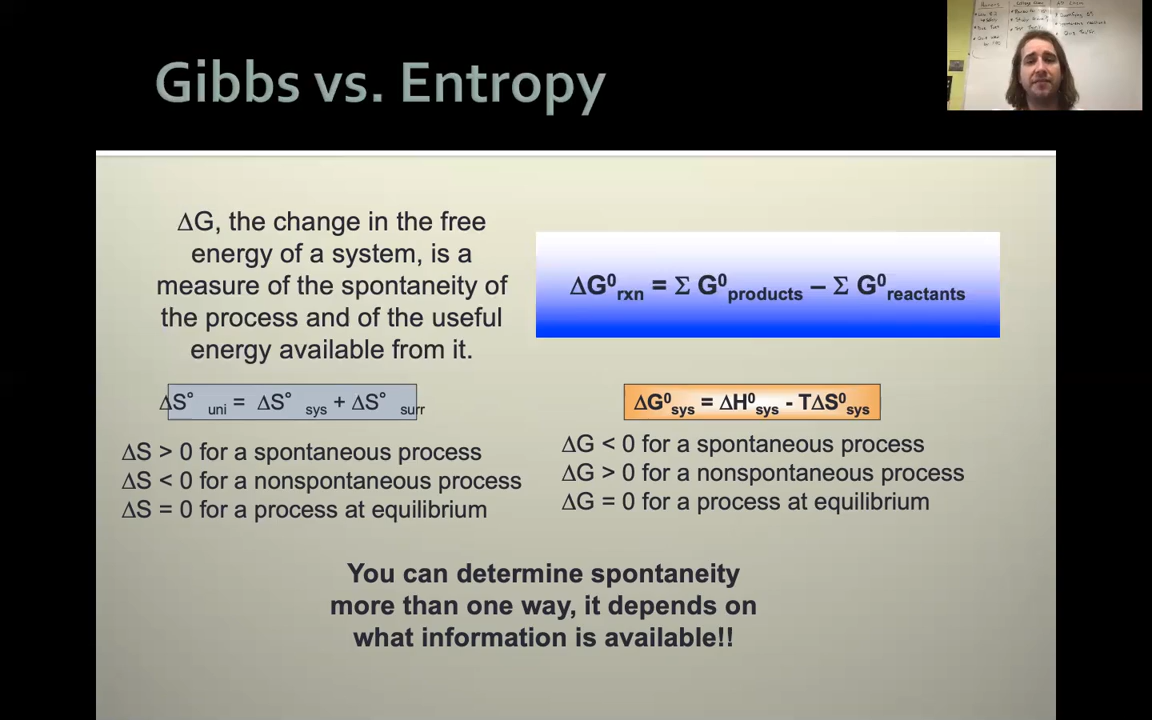 Gibbs vs. Entropy
ΔG, the change in the free
energy of a system, is a
measure of the spontaneity of
the process and of the useful
energy available from it.
ΔG⁰rxn = Σ G⁰products – Σ G⁰reactants
ΔS° uni = ΔS° sys + ΔS° surr
ΔS > 0 for a spontaneous process
ΔS < 0 for a nonspontaneous process
ΔS = 0 for a process at equilibrium
ΔG⁰sys = ΔH⁰sys - TΔS⁰sys
ΔG < 0 for a spontaneous process
ΔG > 0 for a nonspontaneous process
ΔG = 0 for a process at equilibrium
You can determine spontaneity
more than one way, it depends on
what information is available!!